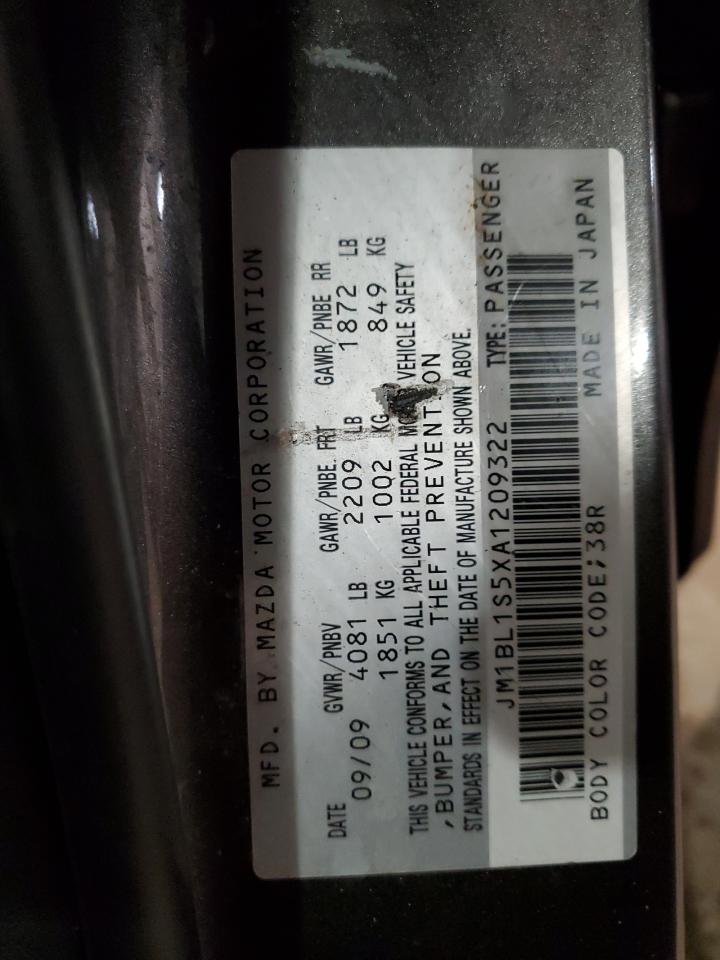 MFD. BY MAZDA MOTOR CORPORATION
DATE GVWR/PNBV GAWR/PNBE FRT GAWR/PNBE RR
09/09 4081 LB 2209 LB 1872 LB
1851 KG 1002 KG 849 KG
THIS VEHICLE CONFORMS TO ALL APPLICABLE FEDERAL VEHICLE SAFETY
,BUMPER,AND THEFT PREVENTION
STANDARDS IN EFFECT ON THE DATE OF MANUFACTURE SHOWN ABOVE.
JM1BL1S5XA1209322 TYPE: PASSENGER
BODY COLOR CODE;38R MADE IN JAPAN